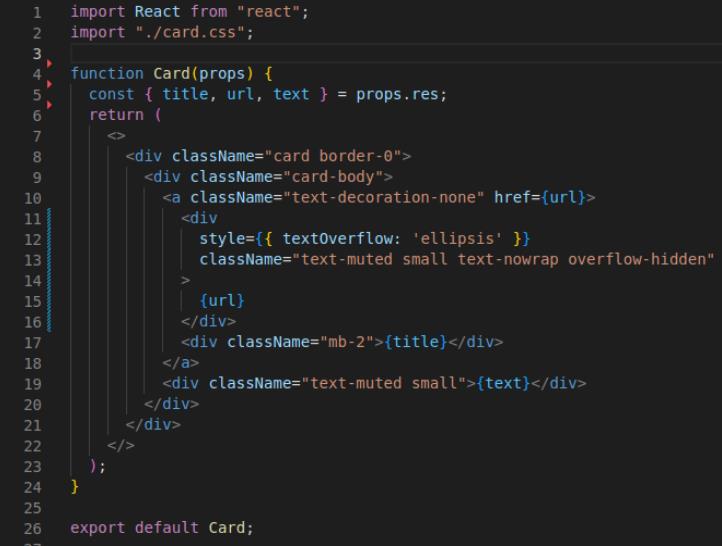 1 import React from "react";
2 import "./card.css";
3
4 function Card(props) {
5   const { title, url, text } = props.res;
6   return (
7     <>
8       <div className="card border-0">
9         <div className="card-body">
10           <a className="text-decoration-none" href={url}>
11             <div
12               style={{ textOverflow: 'ellipsis' }}
13               className="text-muted small text-nowrap overflow-hidden"
14             >
15               {url}
16             </div>
17             <div className="mb-2">{title}</div>
18           </a>
19           <div className="text-muted small">{text}</div>
20         </div>
21       </div>
22     </>
23   );
24 }
25
26 export default Card;